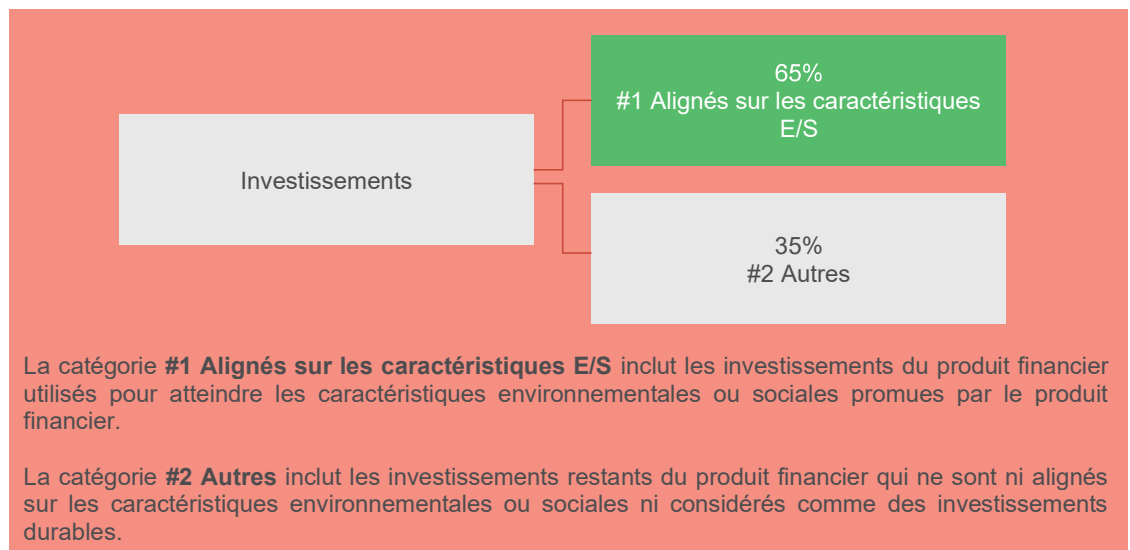 65%
#1 Alignés sur les caractéristiques
E/S
Investissements
35%
#2 Autres
La catégorie #1 Alignés sur les caractéristiques E/S inclut les investissements du produit financier
utilisés pour atteindre les caractéristiques environnementales ou sociales promues par le produit
financier.
La catégorie #2 Autres inclut les investissements restants du produit financier qui ne sont ni alignés
sur les caractéristiques environnementales ou sociales ni considérés comme des investissements
durables.